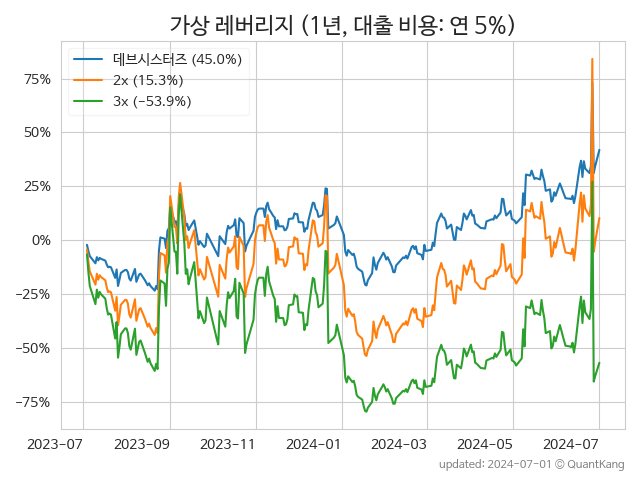 가상 레버리지 (1년, 대출 비용: 연 5%)
데브시스터즈 (45.0%)
2x (15.3%)
3x (−53.9%)
75%
50%
25%
0%
−25%
−50%
−75%
2023-07 2023-09 2023-11 2024-01 2024-03 2024-05 2024-07
updated: 2024-07-01 © QuantKang